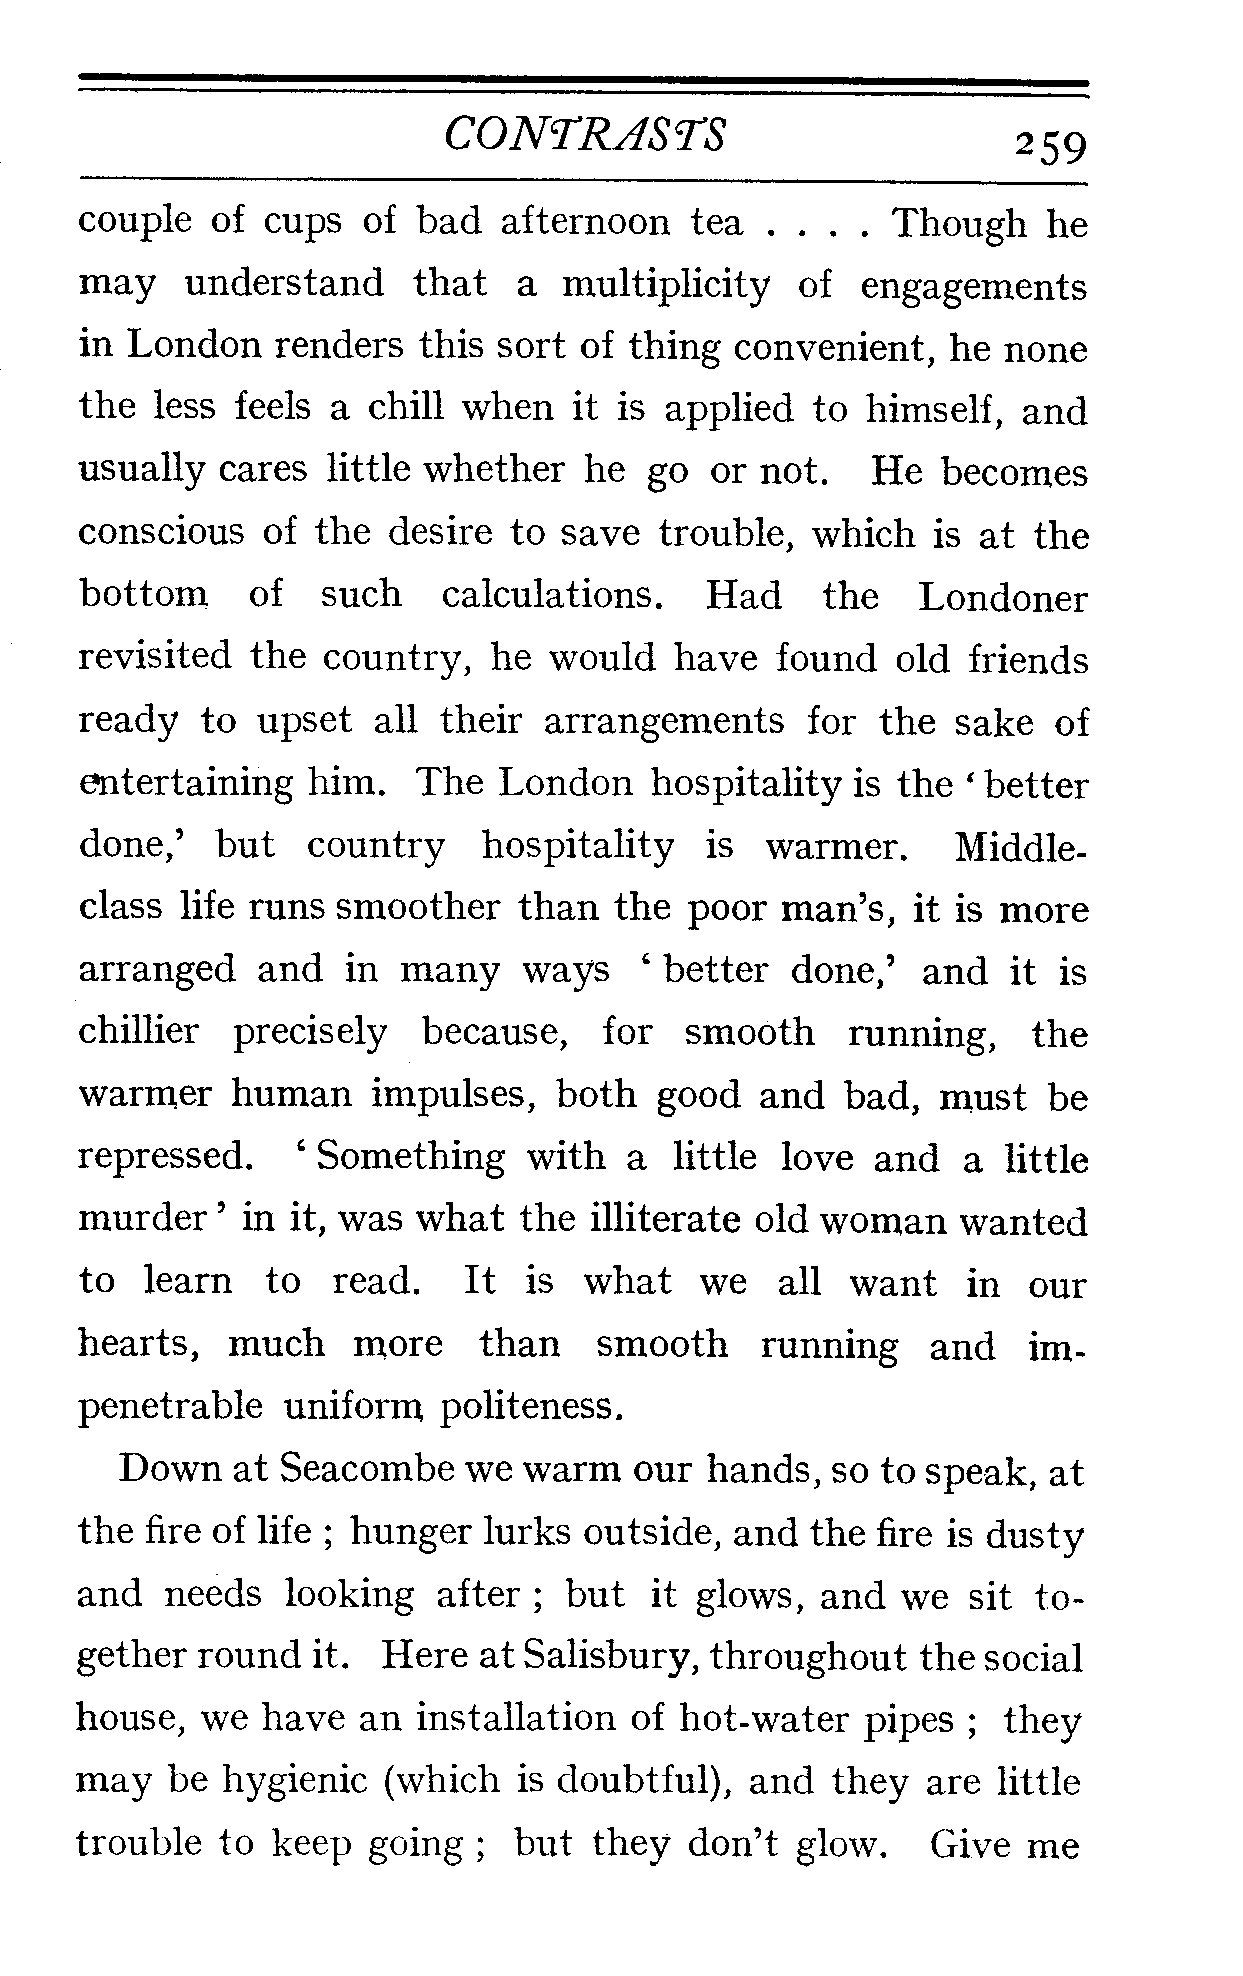 CONTRASTS 259
couple of cups of bad afternoon tea . . . . Though he
may understand that a multiplicity of engagements
in London renders this sort of thing convenient, he none
the less feels a chill when it is applied to himself, and
usually cares little whether he go or not. He becomes
conscious of the desire to save trouble, which is at the
bottom of such calculations. Had the Londoner
revisited the country, he would have found old friends
ready to upset all their arrangements for the sake of
entertaining him. The London hospitality is the ‘ better
done,’ but country hospitality is warmer. Middle-
class life runs smoother than the poor man’s, it is more
arranged and in many ways ‘ better done,’ and it is
chillier precisely because, for smooth running, the
warmer human impulses, both good and bad, must be
repressed. ‘ Something with a little love and a little
murder ’ in it, was what the illiterate old woman wanted
to learn to read. It is what we all want in our
hearts, much more than smooth running and im-
penetrable uniform politeness.
Down at Seacombe we warm our hands, so to speak, at
the fire of life ; hunger lurks outside, and the fire is dusty
and needs looking after ; but it glows, and we sit to-
gether round it. Here at Salisbury, throughout the social
house, we have an installation of hot-water pipes ; they
may be hygienic (which is doubtful), and they are little
trouble to keep going ; but they don’t glow. Give me